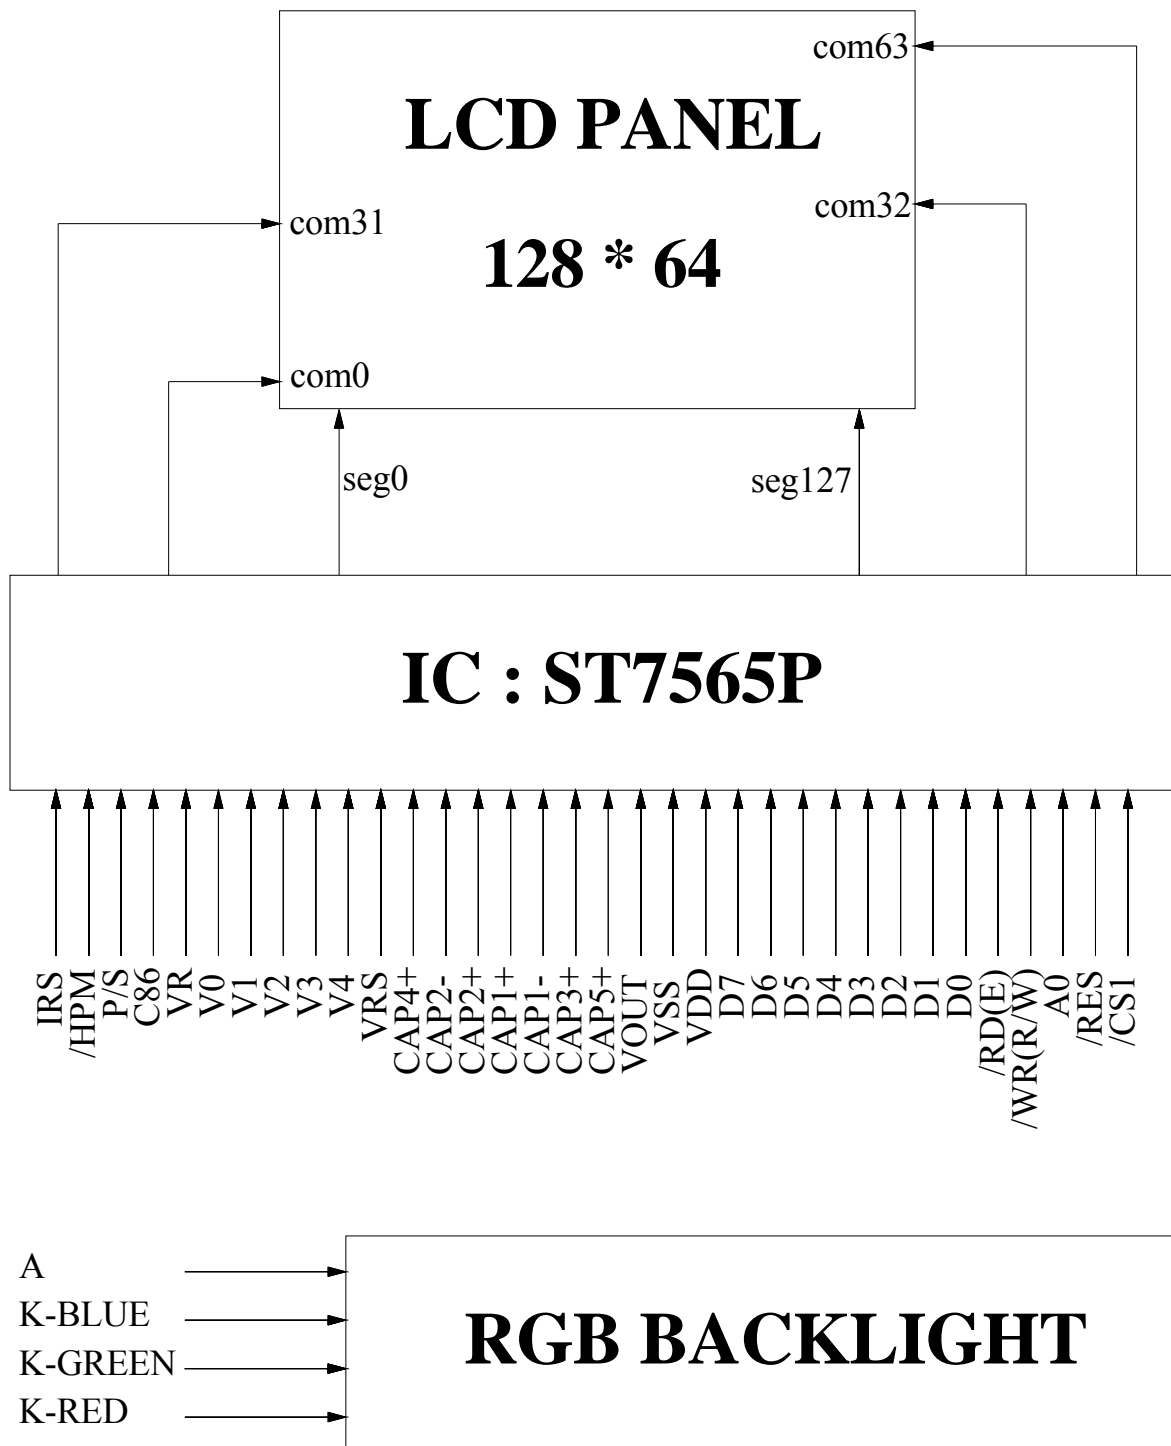 com63
LCD PANEL
com32
com31
128 * 64
com0
seg0
seg127
IC : ST7565P
IRS
/HPM
P/S
C86
VR
V0
V1
V2
V3
V4
VRS
CAP4+
CAP2-
CAP2+
CAP1+
CAP1-
CAP3+
CAP5+
VOUT
VSS
VDD
D7
D6
D5
D4
D3
D2
D1
D0
/RD(E)
/WR(R/W)
A0
/RES
/CS1
A
K-BLUE
K-GREEN
K-RED
RGB BACKLIGHT